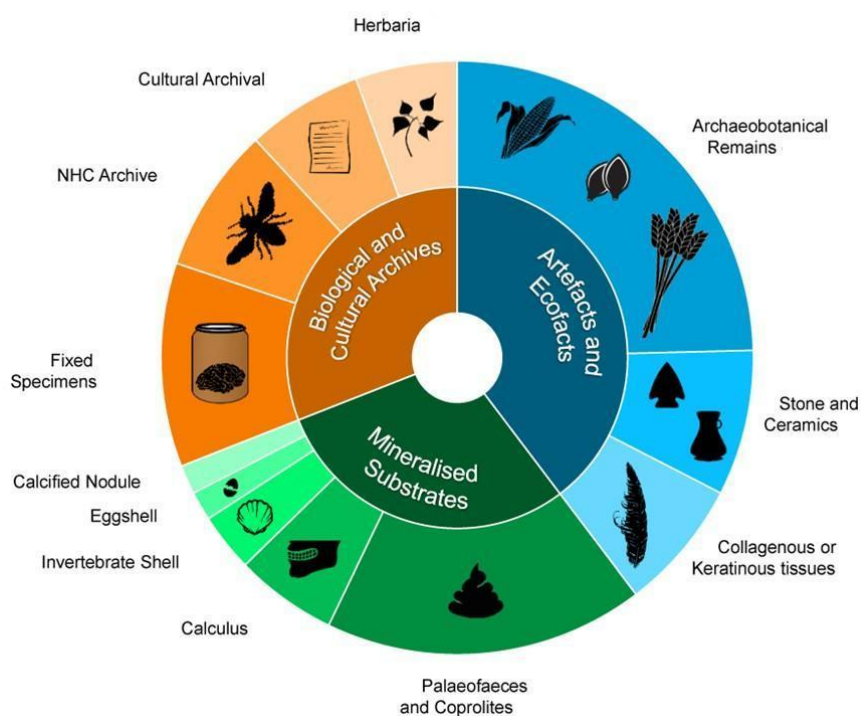 Herbaria
Cultural Archival
NHC Archive
Fixed
Specimens
Calcified Nodule
Eggshell
Invertebrate Shell
Calculus
Palaeofaeces
and Coprolites
Collagenous or
Keratinous tissues
Stone and
Ceramics
Archaeobotanical
Remains
Biological and
Cultural Archives
Artefacts and
Ecofacts
Mineralised
Substrates